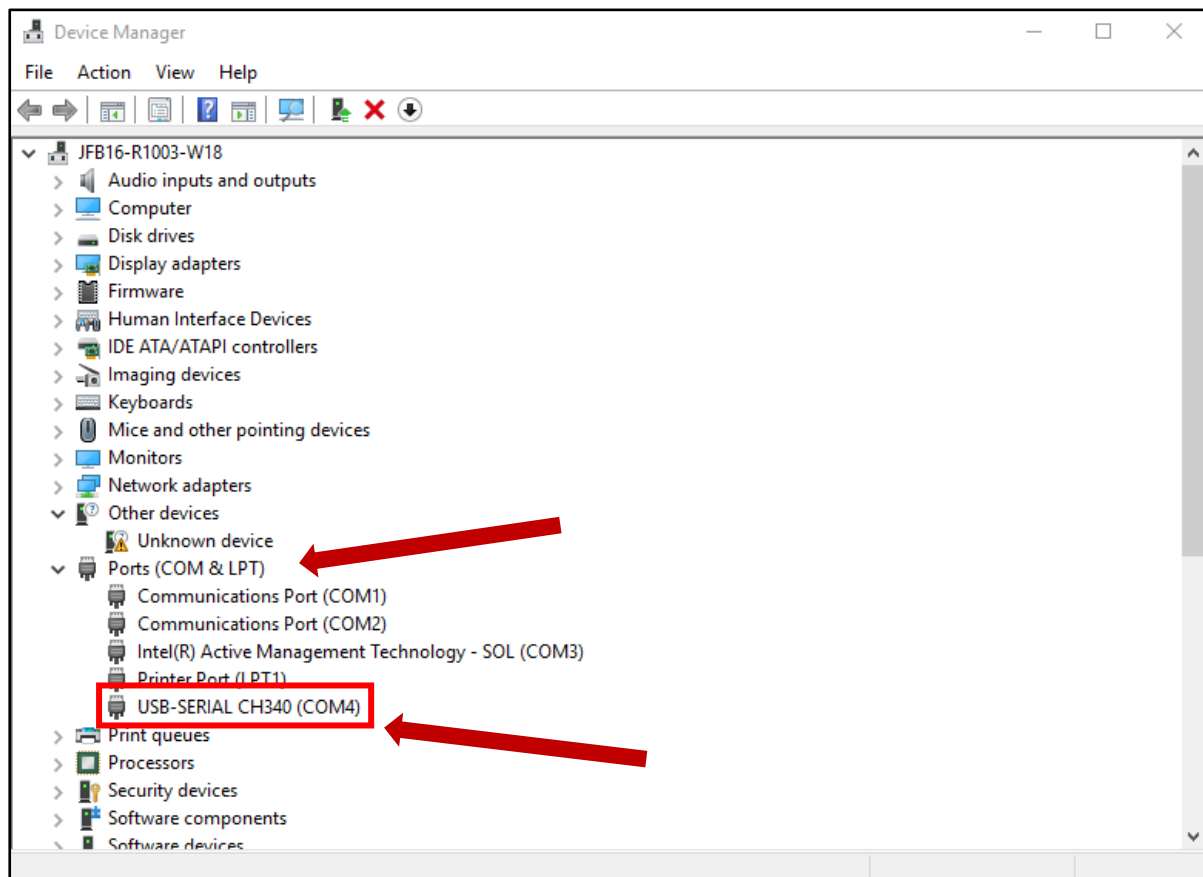 Device Manager
File Action View Help
JFB16-R1003-W18
Audio inputs and outputs
Computer
Disk drives
Display adapters
Firmware
Human Interface Devices
IDE ATA/ATAPI controllers
Imaging devices
Keyboards
Mice and other pointing devices
Monitors
Network adapters
Other devices
Unknown device
Ports (COM & LPT)
Communications Port (COM1)
Communications Port (COM2)
Intel(R) Active Management Technology - SOL (COM3)
Printer Port (LPT1)
USB-SERIAL CH340 (COM4)
Print queues
Processors
Security devices
Software components
Software devices